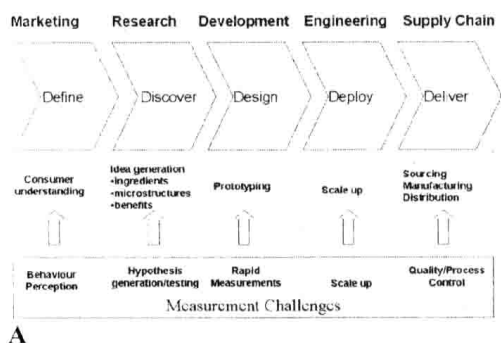 Marketing Research Development Engineering Supply Chain
Define Discover Design Deploy Deliver
Consumer
understanding
Idea generation
•ingredients
•microstructures
•benefits
Prototyping
Scale up
Sourcing
Manufacturing
Distribution
Behaviour
Perception
Hypothesis
generation/testing
Rapid
Measurements
Scale up
Quality/Process
Control
Measurement Challenges
A